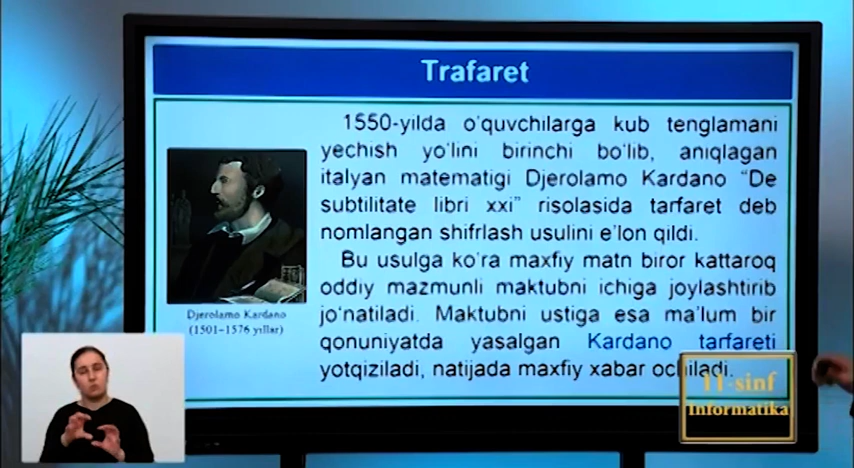 Trafaret
1550-yilda o'quvchilarga kub tenglamani
yechish yo'lini birinchi bo'lib, aniqlagan
italyan matematigi Djerolamo Kardano "De
subtilitate libri xxi" risolasida tarfaret deb
nomlangan shifrlash usulini e'lon qildi.
Bu usulga ko'ra maxfiy matn biror kattaroq
oddiy mazmunli maktubni ichiga joylashtirib
jo'natiladi. Maktubni ustiga esa ma'lum bir
qonuniyatda yasalgan Kardano tarfareti
yotqiziladi, natijada maxfiy xabar ochiladi.
Djerolamo Kardano
(1501–1576 yillar)
11-sinf
Informatika